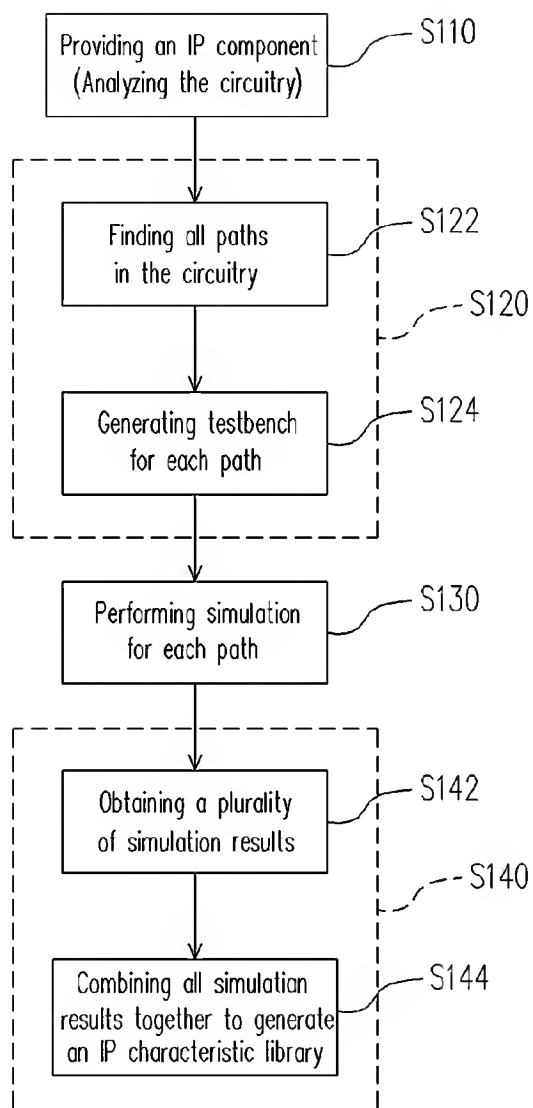 Providing an IP component
(Analyzing the circuitry)
S110
Finding all paths
in the circuitry
S122
S120
Generating testbench
for each path
S124
Performing simulation
for each path
S130
Obtaining a plurality
of simulation results
S142
S140
Combining all simulation
results together to generate
an IP characteristic library
S144